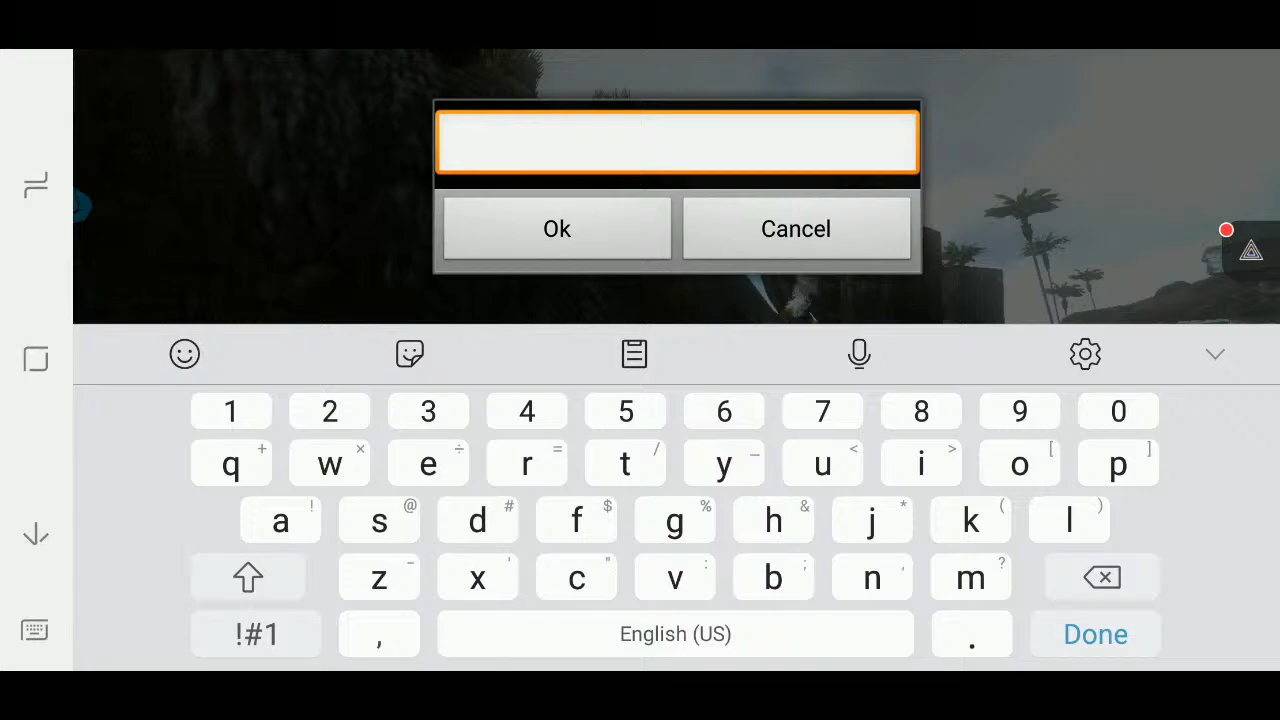 Ok Cancel
1 2 3 4 5 6 7 8 9 0
q + w × e ÷ r = t / y _ u < i > o [ p ]
a ! s @ d # f $ g % h & j * k ( l )
z - x ' c " v : b ; n , m ?
!#1 , English (US) . Done